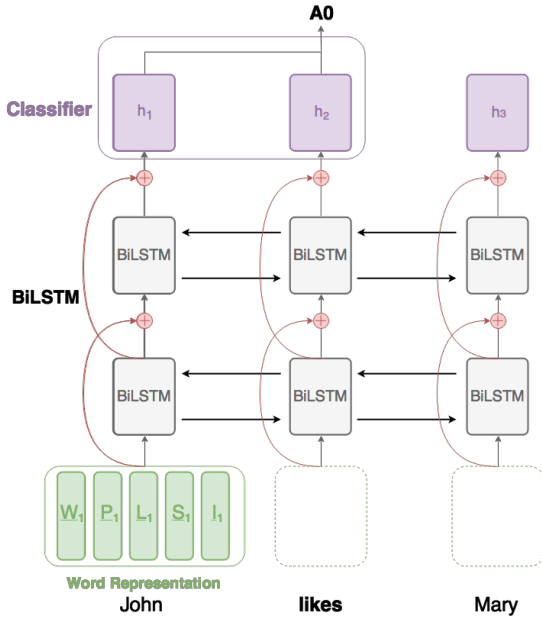 A0
Classifier
h1 h2 h3
BiLSTM BiLSTM BiLSTM
BiLSTM
BiLSTM BiLSTM BiLSTM
W1 P1 L1 S1 I1
Word Representation
John likes Mary